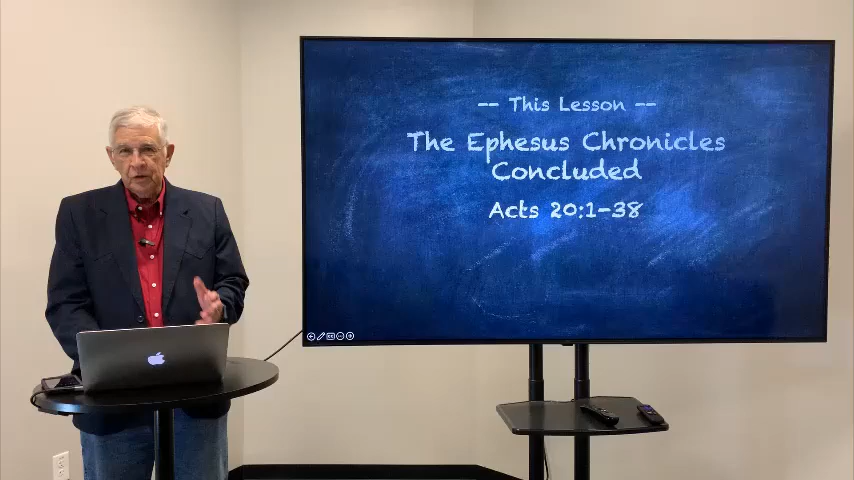 -- This Lesson --
The Ephesus Chronicles
Concluded
Acts 20:1-38